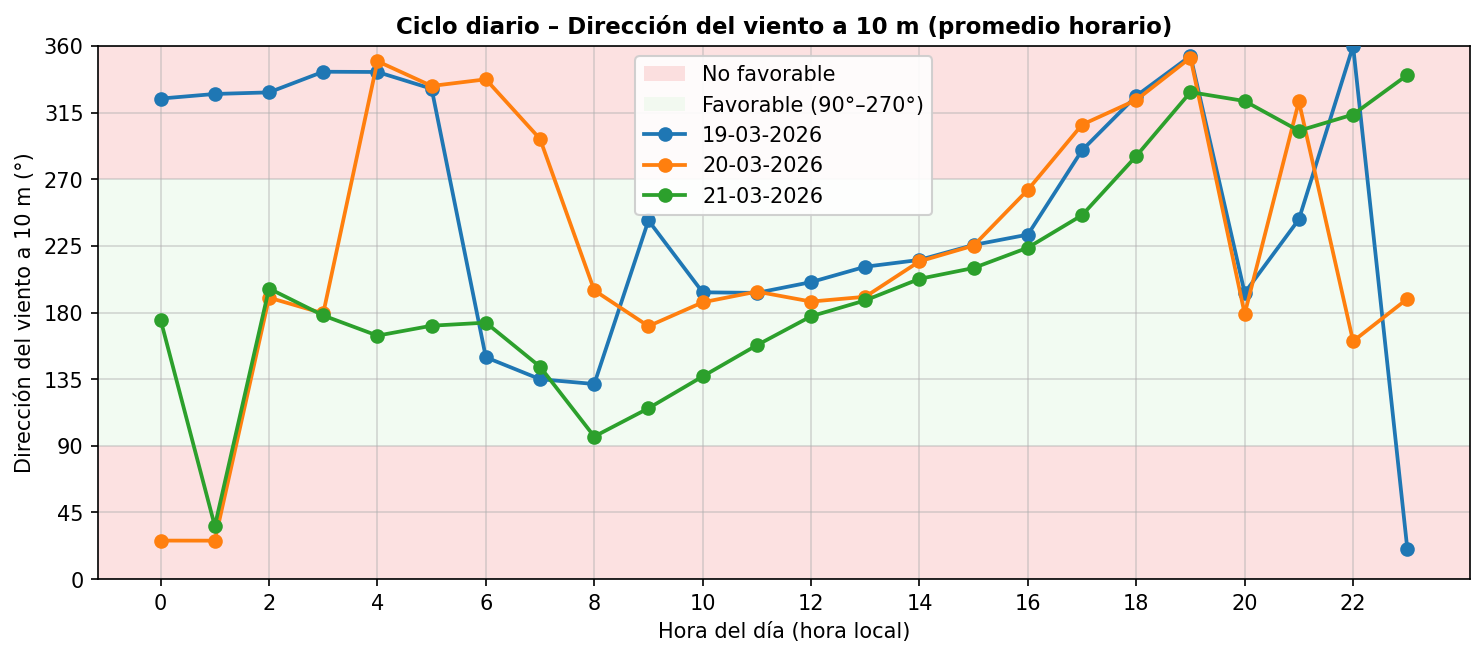 Ciclo diario – Dirección del viento a 10 m (promedio horario)
Dirección del viento a 10 m (°)
360
315
270
225
180
135
90
45
0
No favorable
Favorable (90°–270°)
19-03-2026
20-03-2026
21-03-2026
0 2 4 6 8 10 12 14 16 18 20 22
Hora del día (hora local)